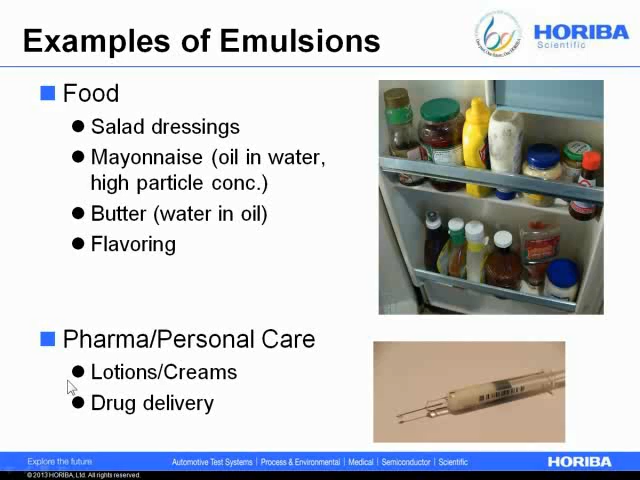 Examples of Emulsions
HORIBA
Scientific
Food
Salad dressings
Mayonnaise (oil in water,
high particle conc.)
Butter (water in oil)
Flavoring
Pharma/Personal Care
Lotions/Creams
Drug delivery
Explore the future
Automotive Test Systems | Process & Environmental | Medical | Semiconductor | Scientific
HORIBA
© 2013 HORIBA, Ltd. All rights reserved.